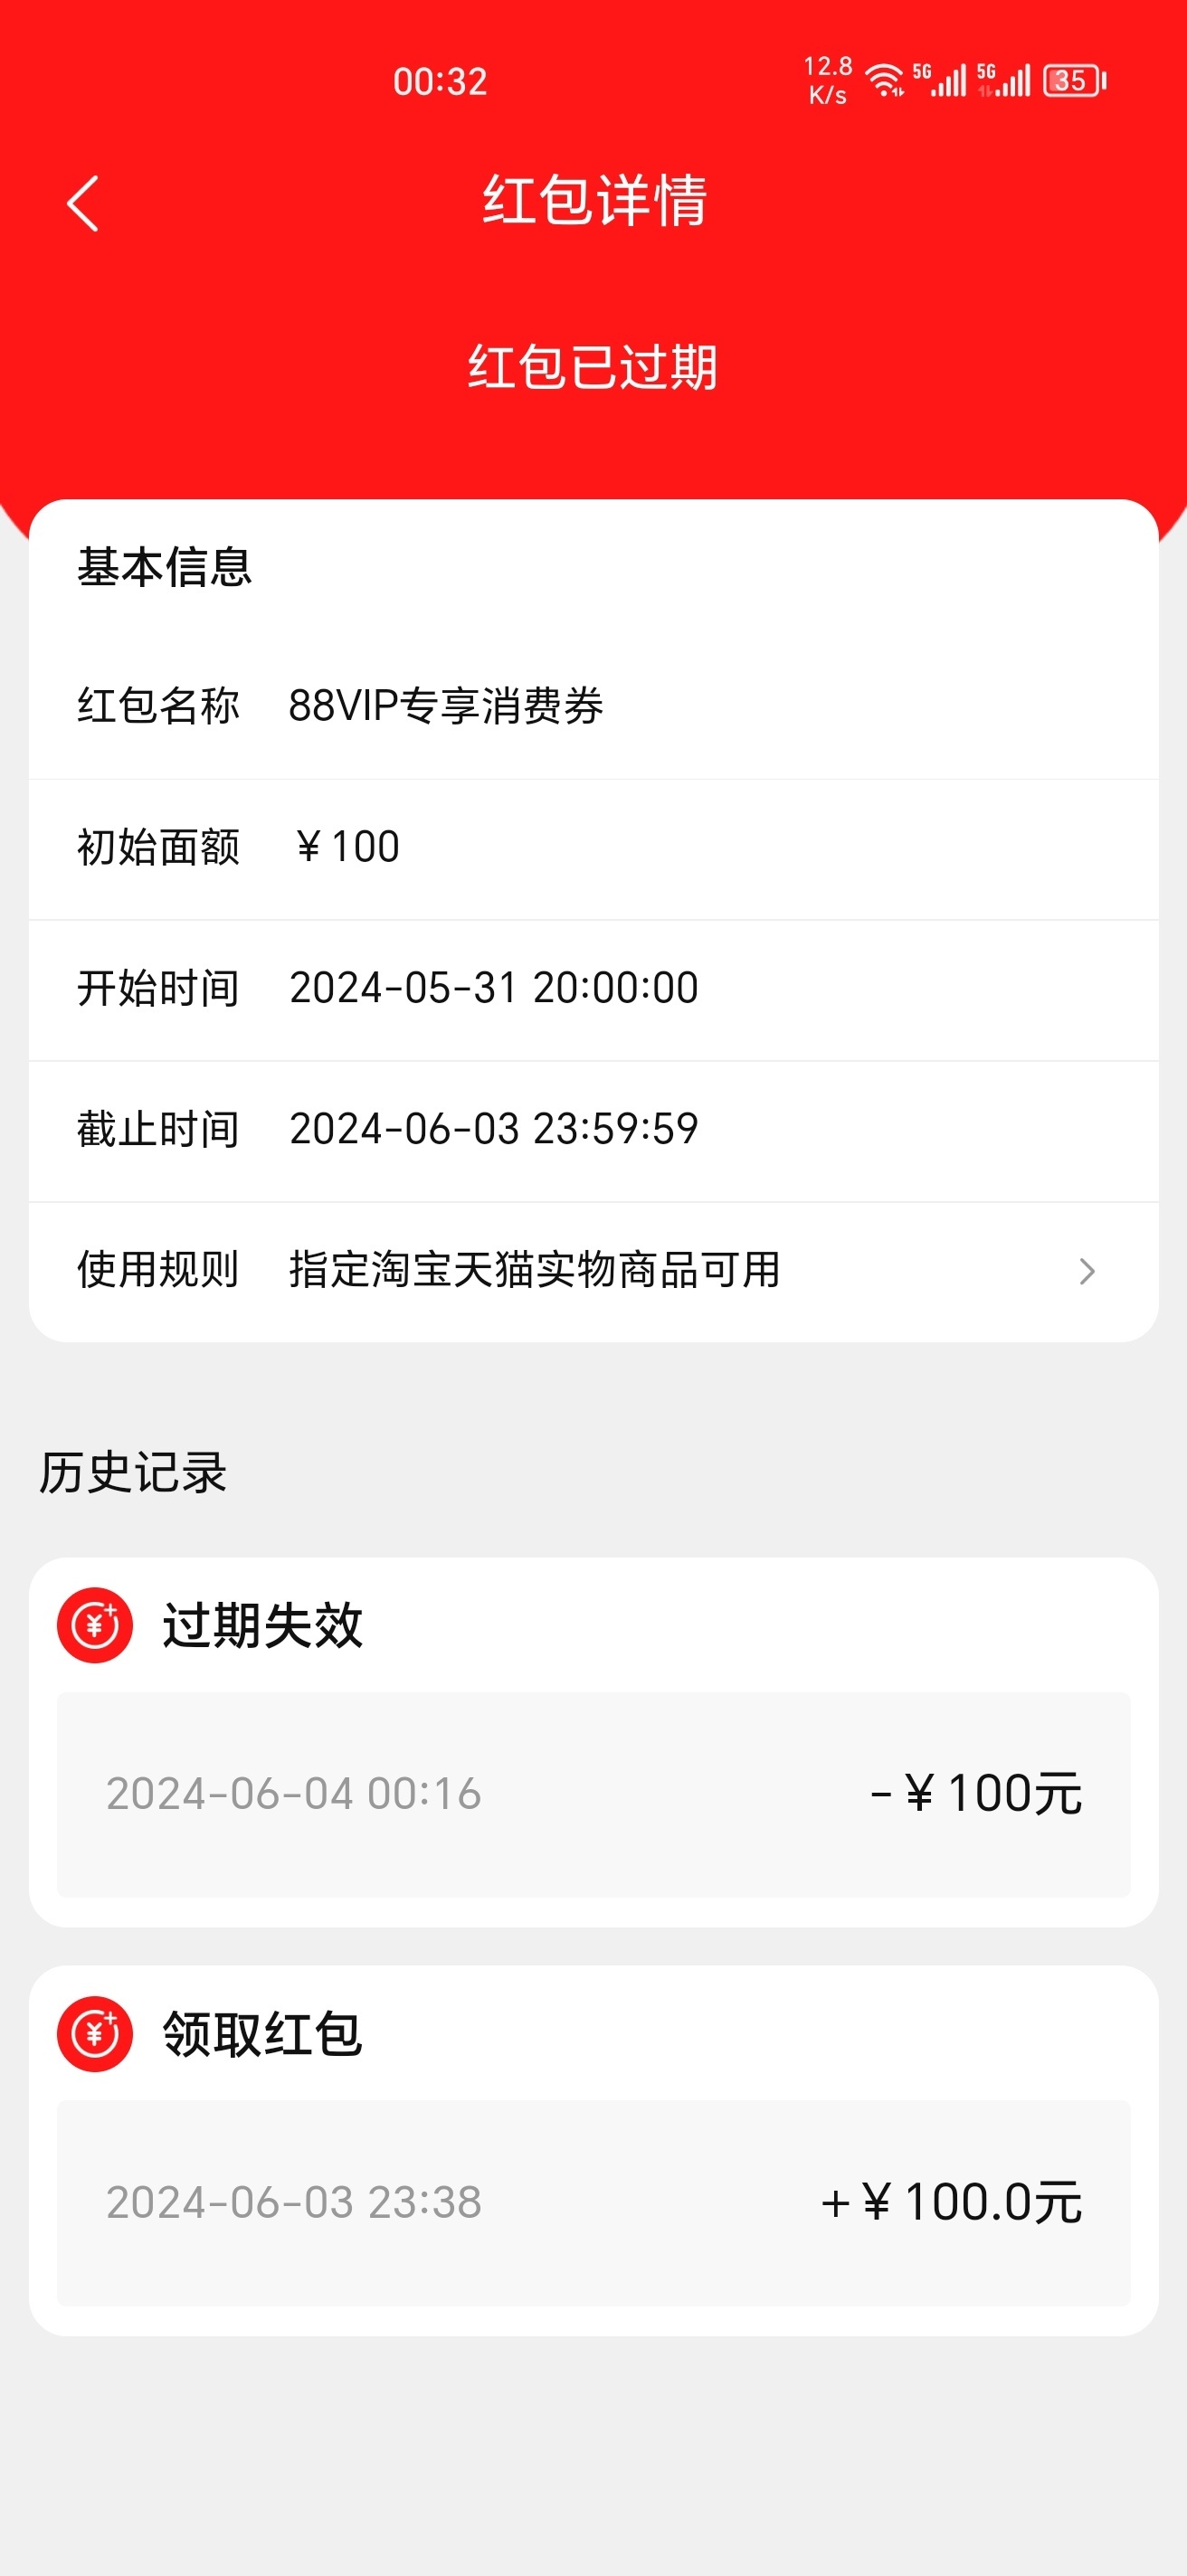 00:32
12.8
K/s
5G
5G
35
红包详情
红包已过期
基本信息
红包名称 88VIP专享消费券
初始面额 ¥100
开始时间 2024-05-31 20:00:00
截止时间 2024-06-03 23:59:59
使用规则 指定淘宝天猫实物商品可用
历史记录
过期失效
2024-06-04 00:16 -¥100元
领取红包
2024-06-03 23:38 +¥100.0元